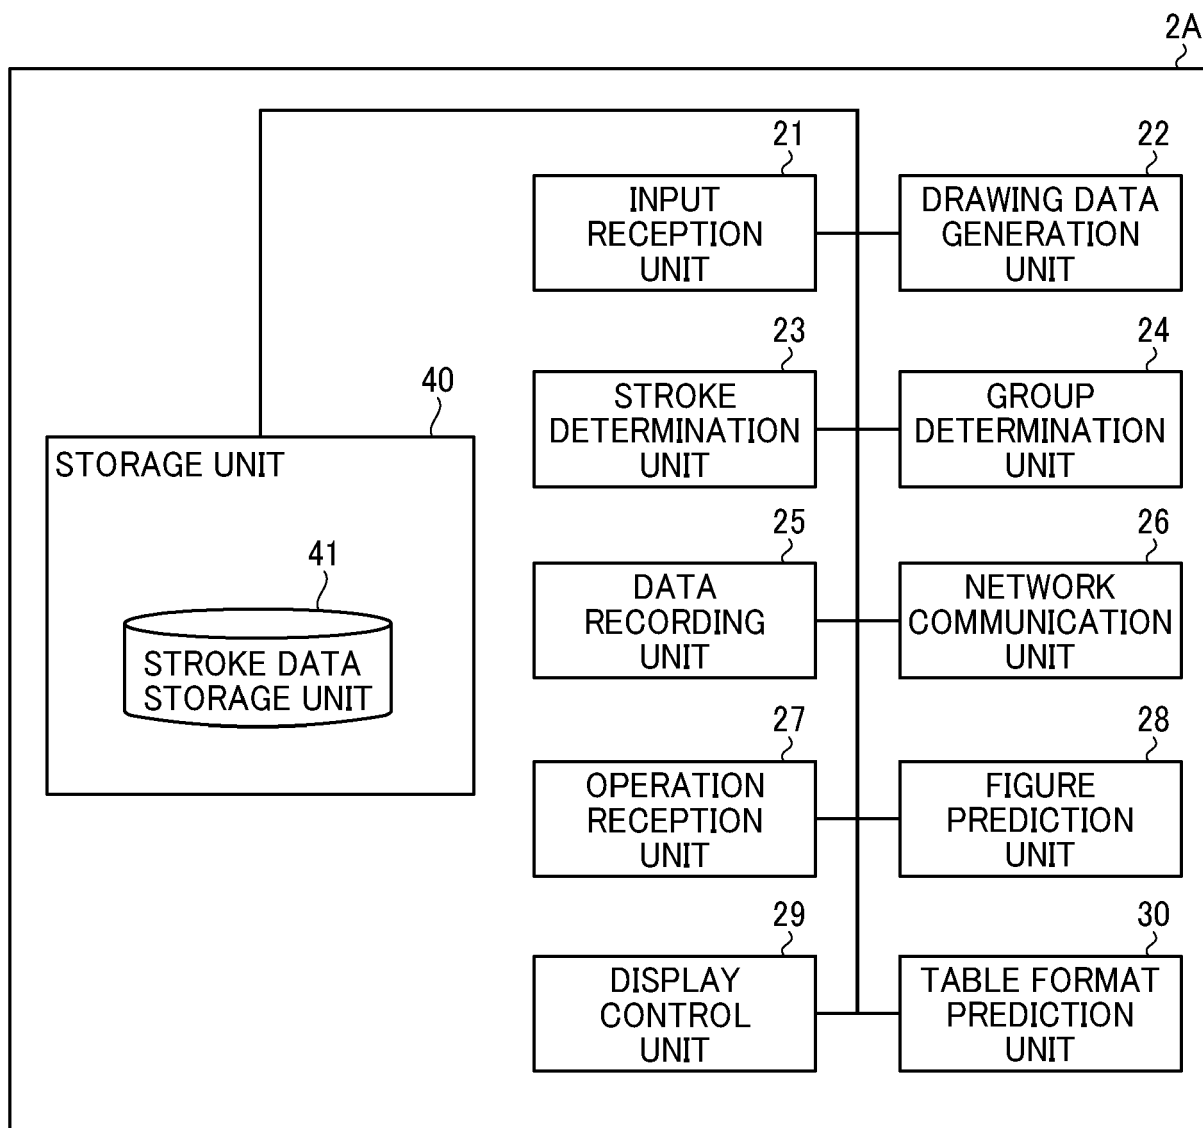 2A
21
INPUT
RECEPTION
UNIT
22
DRAWING DATA
GENERATION
UNIT
23
STROKE
DETERMINATION
UNIT
24
GROUP
DETERMINATION
UNIT
40
STORAGE UNIT
41
STROKE DATA
STORAGE UNIT
25
DATA
RECORDING
UNIT
26
NETWORK
COMMUNICATION
UNIT
27
OPERATION
RECEPTION
UNIT
28
FIGURE
PREDICTION
UNIT
29
DISPLAY
CONTROL
UNIT
30
TABLE FORMAT
PREDICTION
UNIT